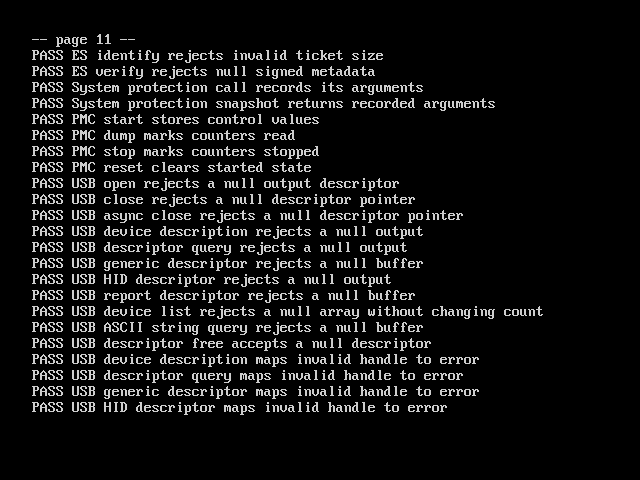 -- page 11 --
PASS ES identify rejects invalid ticket size
PASS ES verify rejects null signed metadata
PASS System protection call records its arguments
PASS System protection snapshot returns recorded arguments
PASS PMC start stores control values
PASS PMC dump marks counters read
PASS PMC stop marks counters stopped
PASS PMC reset clears started state
PASS USB open rejects a null output descriptor
PASS USB close rejects a null descriptor pointer
PASS USB async close rejects a null descriptor pointer
PASS USB device description rejects a null output
PASS USB descriptor query rejects a null output
PASS USB generic descriptor rejects a null buffer
PASS USB HID descriptor rejects a null output
PASS USB report descriptor rejects a null buffer
PASS USB device list rejects a null array without changing count
PASS USB ASCII string query rejects a null buffer
PASS USB descriptor free accepts a null descriptor
PASS USB device description maps invalid handle to error
PASS USB descriptor query maps invalid handle to error
PASS USB generic descriptor maps invalid handle to error
PASS USB HID descriptor maps invalid handle to error